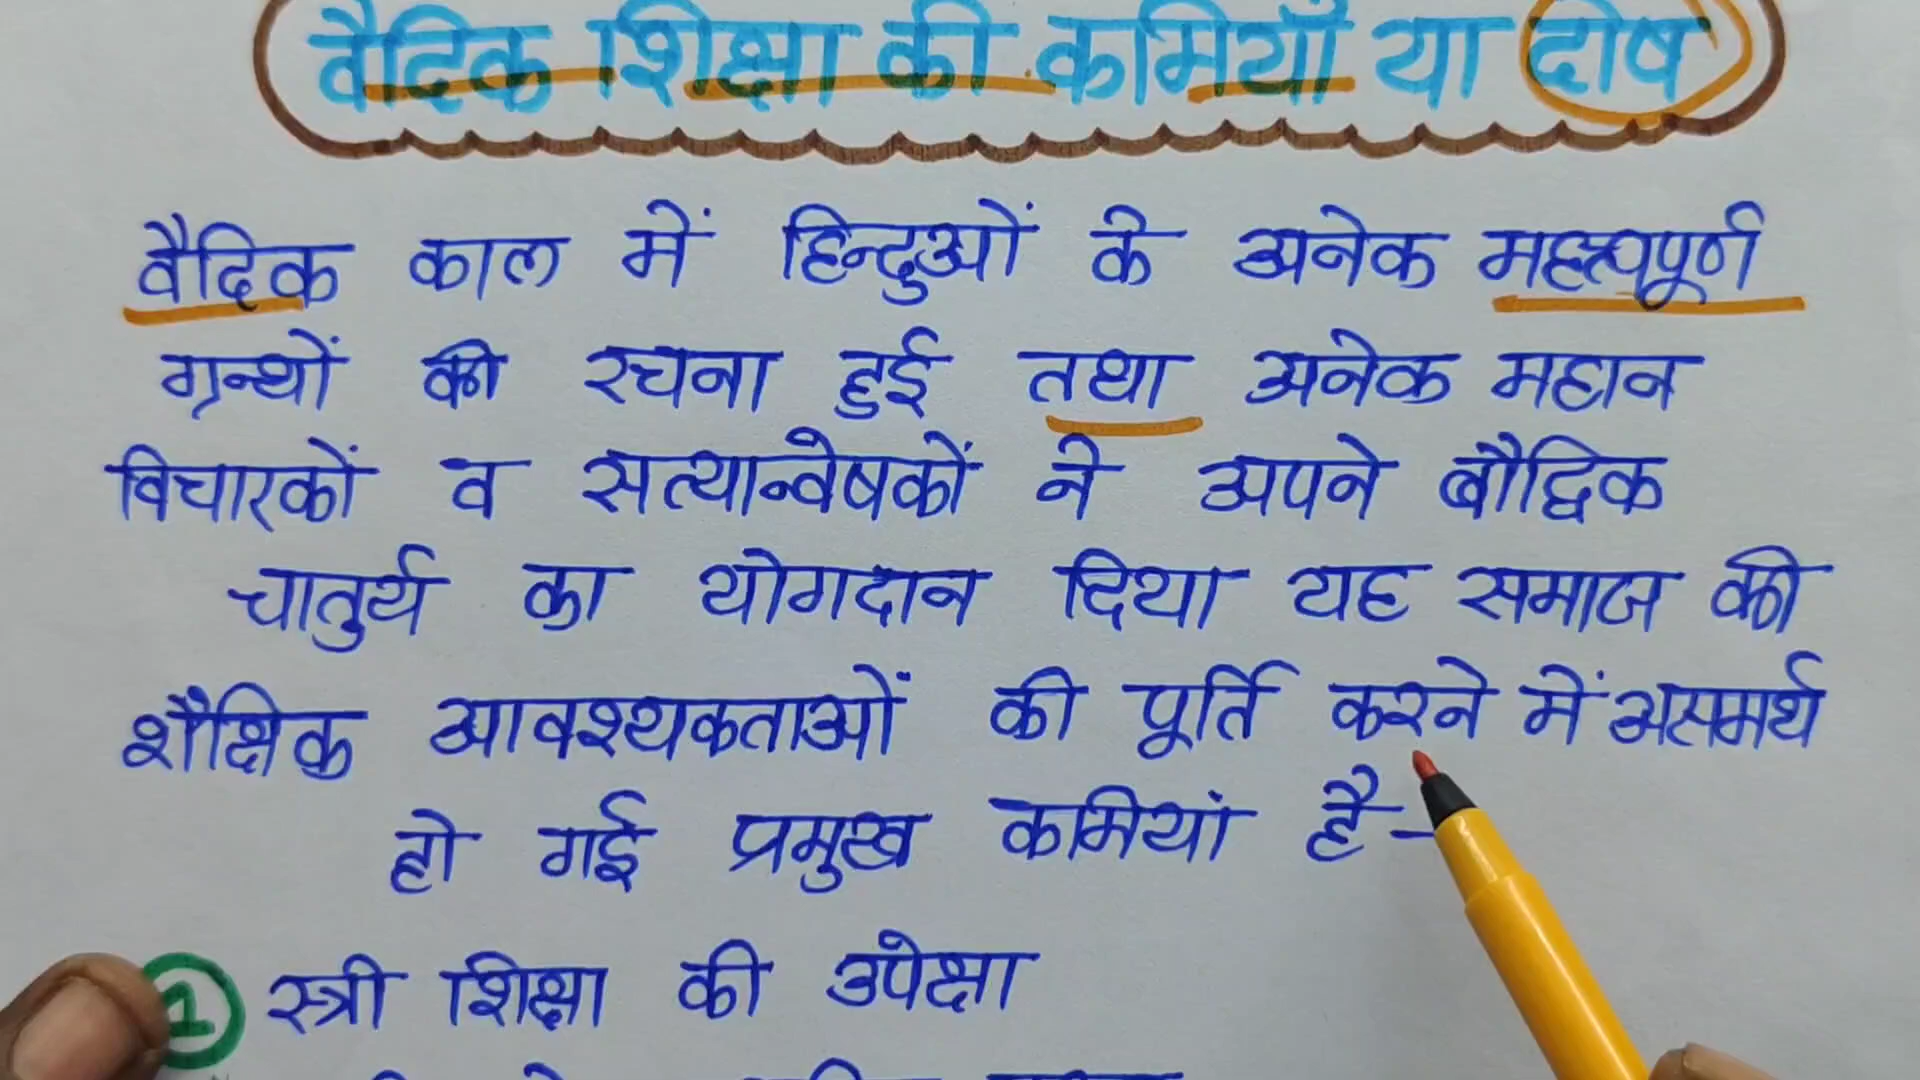 वैदिक शिक्षा की कमियाँ या दोष
वैदिक काल में हिन्दुओं के अनेक महत्वपूर्ण
ग्रन्थों की रचना हुई तथा अनेक महान
विचारकों व सत्यान्वेषकों ने अपने बौद्विक
चातुर्य का योगदान दिया यह समाज की
शैक्षिक आवश्यकताओं की पूर्ति करने में असमर्थ
हो गई प्रमुख कमियां है-
1 स्त्री शिक्षा की उपेक्षा